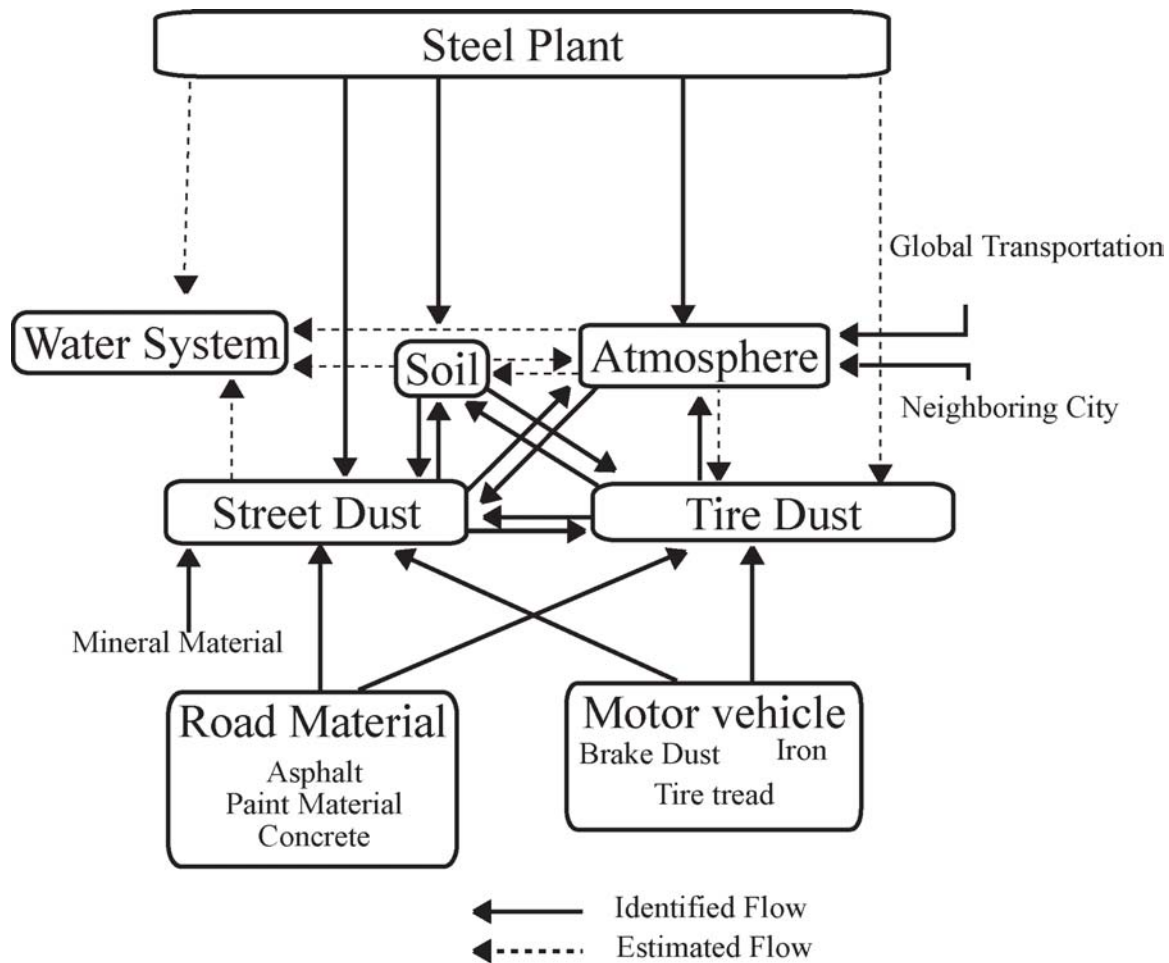 Steel Plant
Global Transportation
Water System
Soil
Atmosphere
Neighboring City
Street Dust
Tire Dust
Mineral Material
Road Material
Asphalt
Paint Material
Concrete
Motor vehicle
Brake Dust
Iron
Tire tread
Identified Flow
Estimated Flow